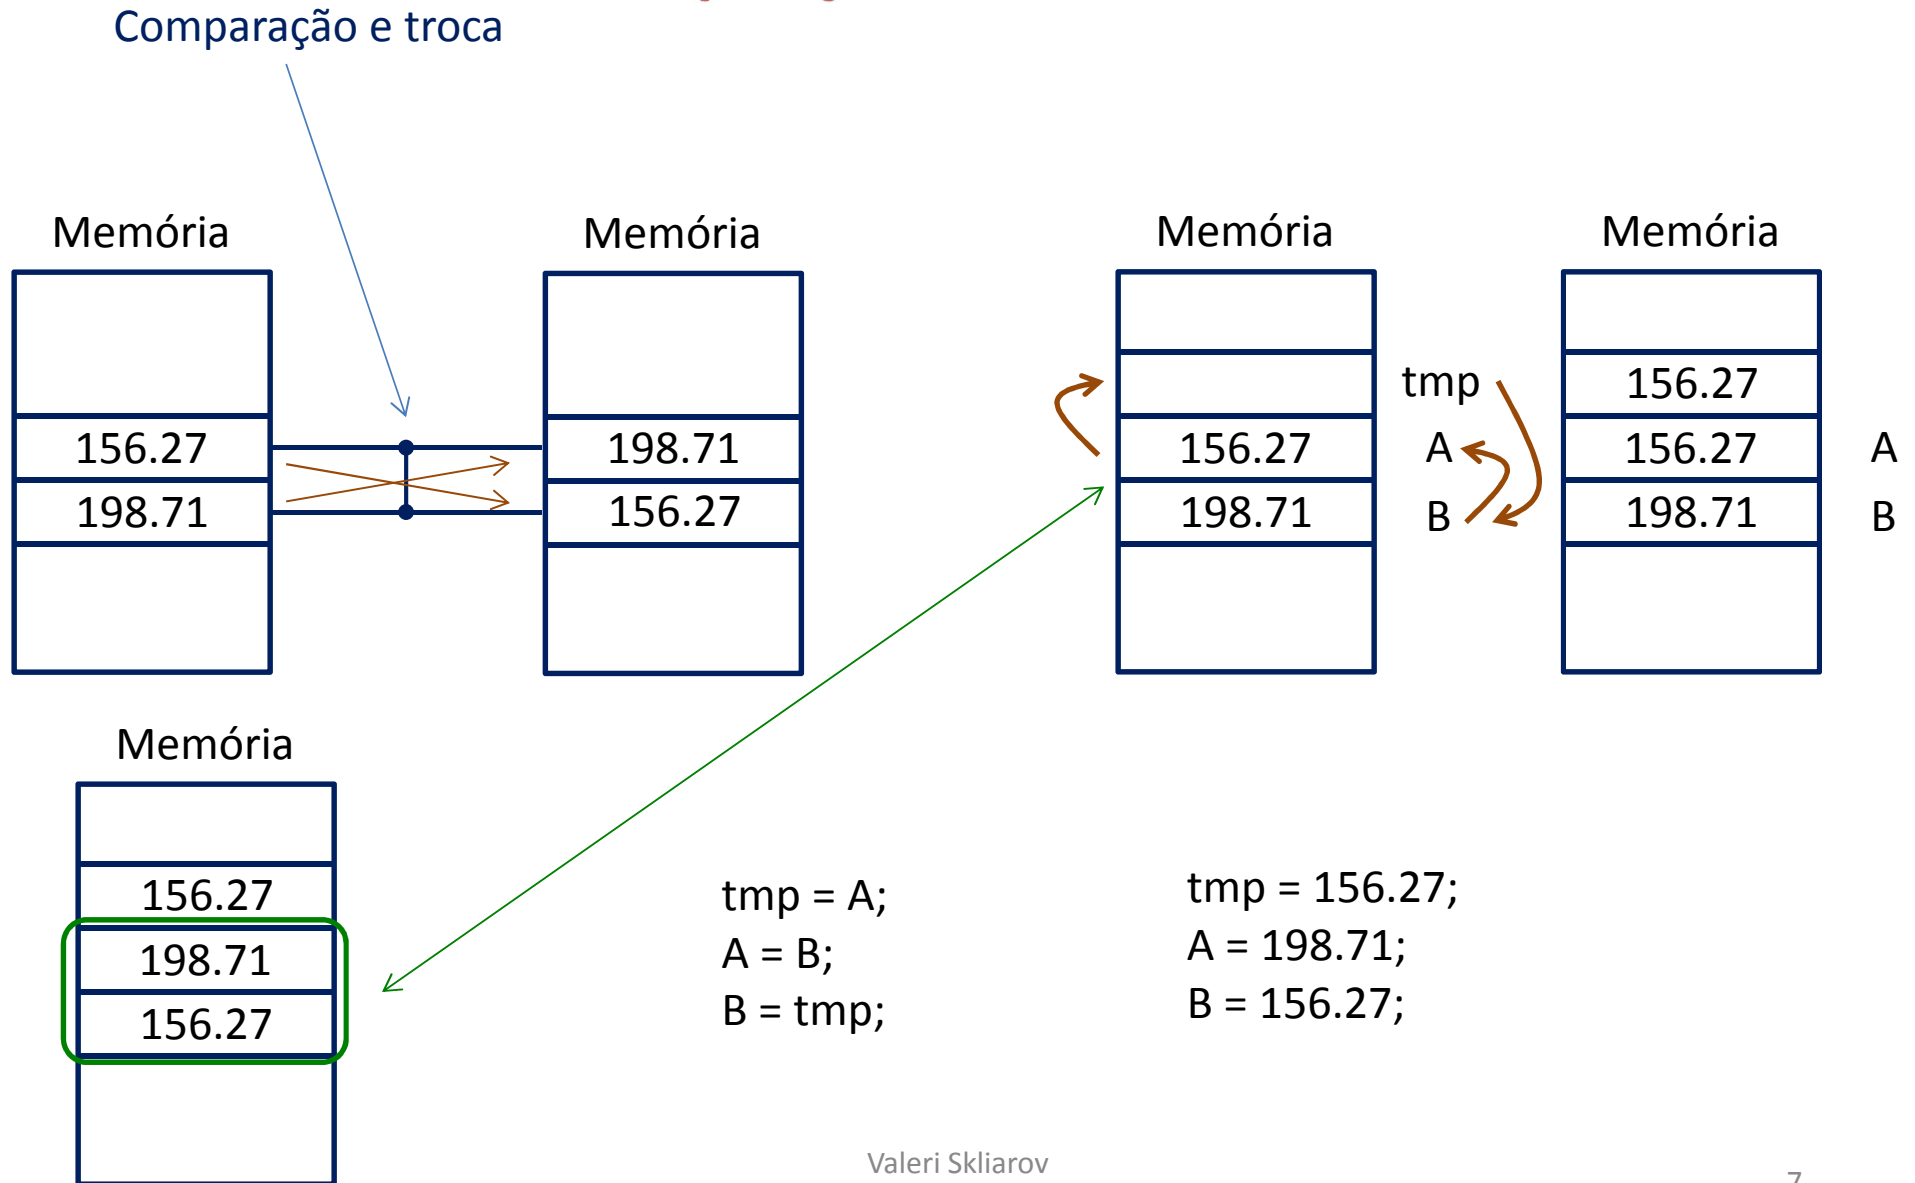 Comparação e troca
Memória
Memória
Memória
Memória
156.27
198.71
198.71
156.27
tmp
156.27
A
198.71
B
156.27
156.27
A
198.71
B
Memória
156.27
198.71
156.27
tmp = A;
A = B;
B = tmp;
tmp = 156.27;
A = 198.71;
B = 156.27;
Valeri Skliarov
7